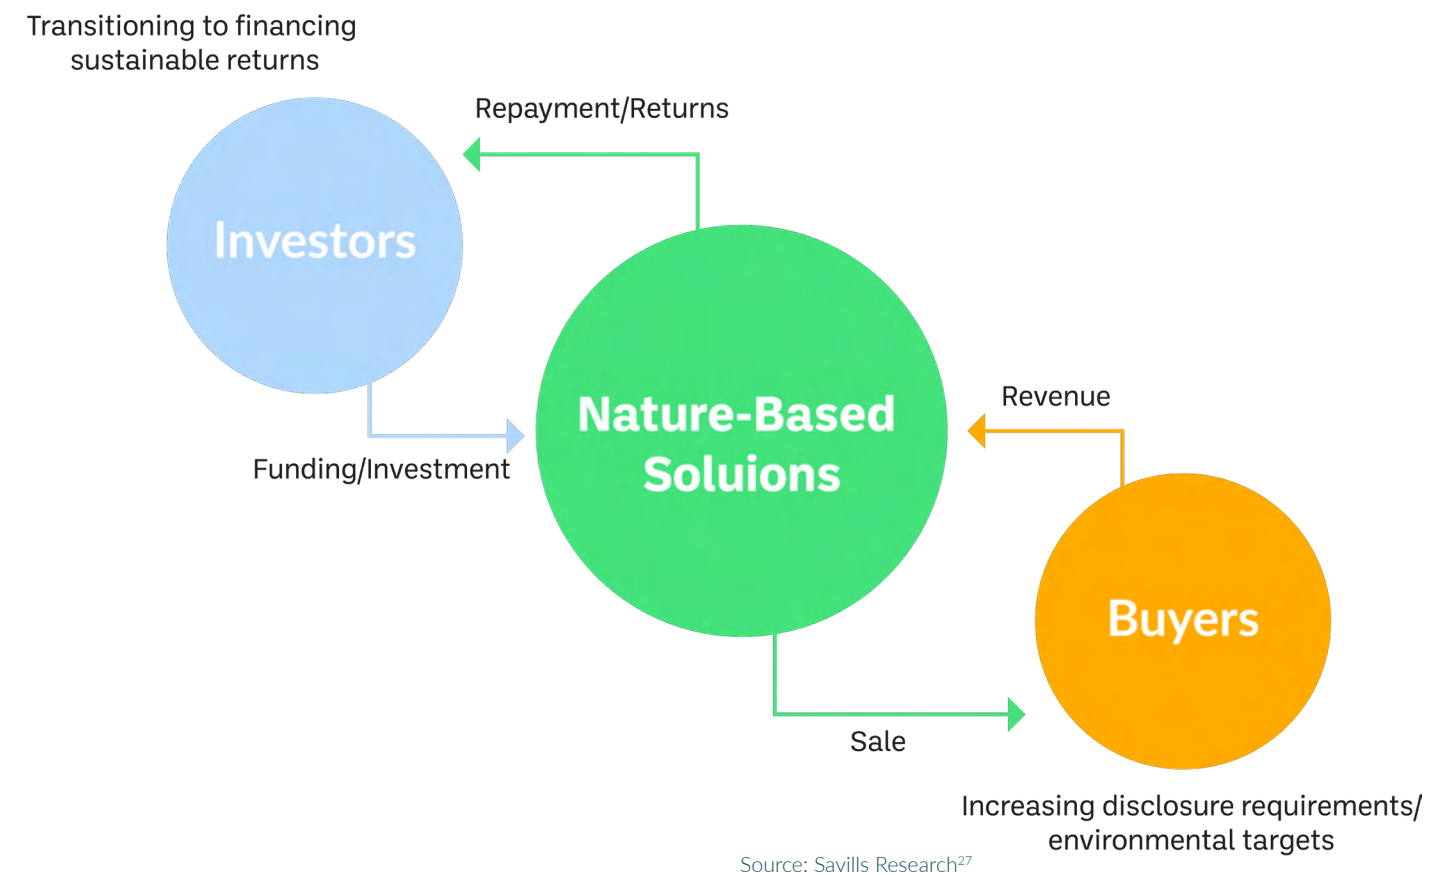 Transitioning to financing
sustainable returns
Repayment/Returns
Investors
Funding/Investment
Nature-Based
Soluions
Revenue
Buyers
Sale
Increasing disclosure requirements/
environmental targets
Source: Savills Research²⁷